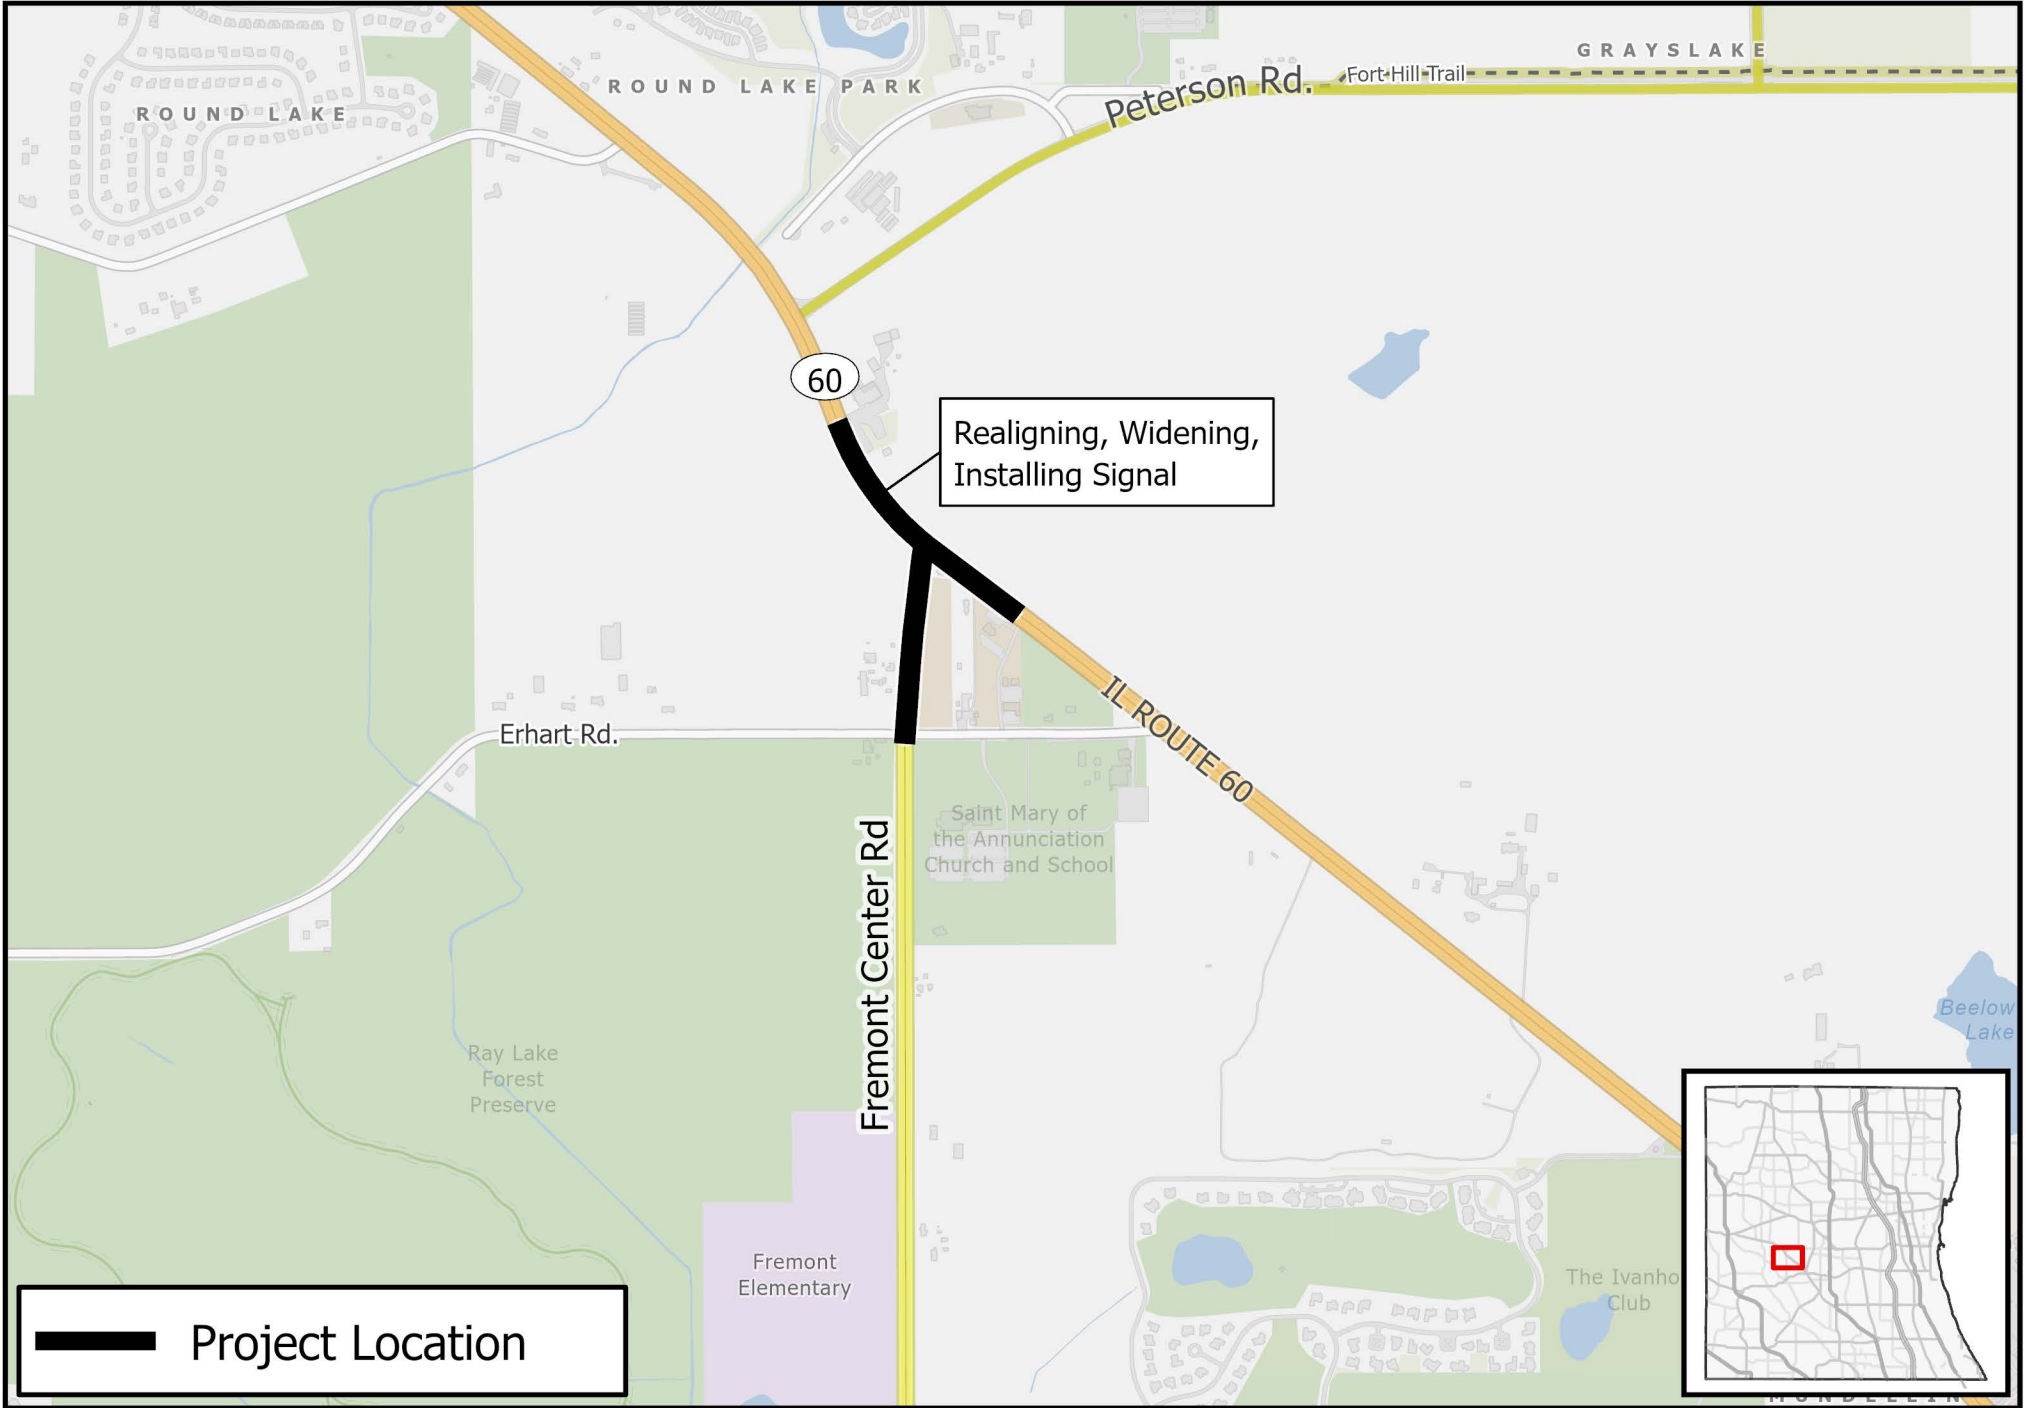 GRAYSLAKE
Fort Hill Trail
ROUND LAKE PARK
Peterson Rd.
ROUND LAKE
60
Realigning, Widening,
Installing Signal
IL ROUTE 60
Erhart Rd.
Saint Mary of
the Annunciation
Church and School
Fremont Center Rd
Beelow
Lake
Ray Lake
Forest
Preserve
Fremont
Elementary
The Ivanho
Club
Project Location